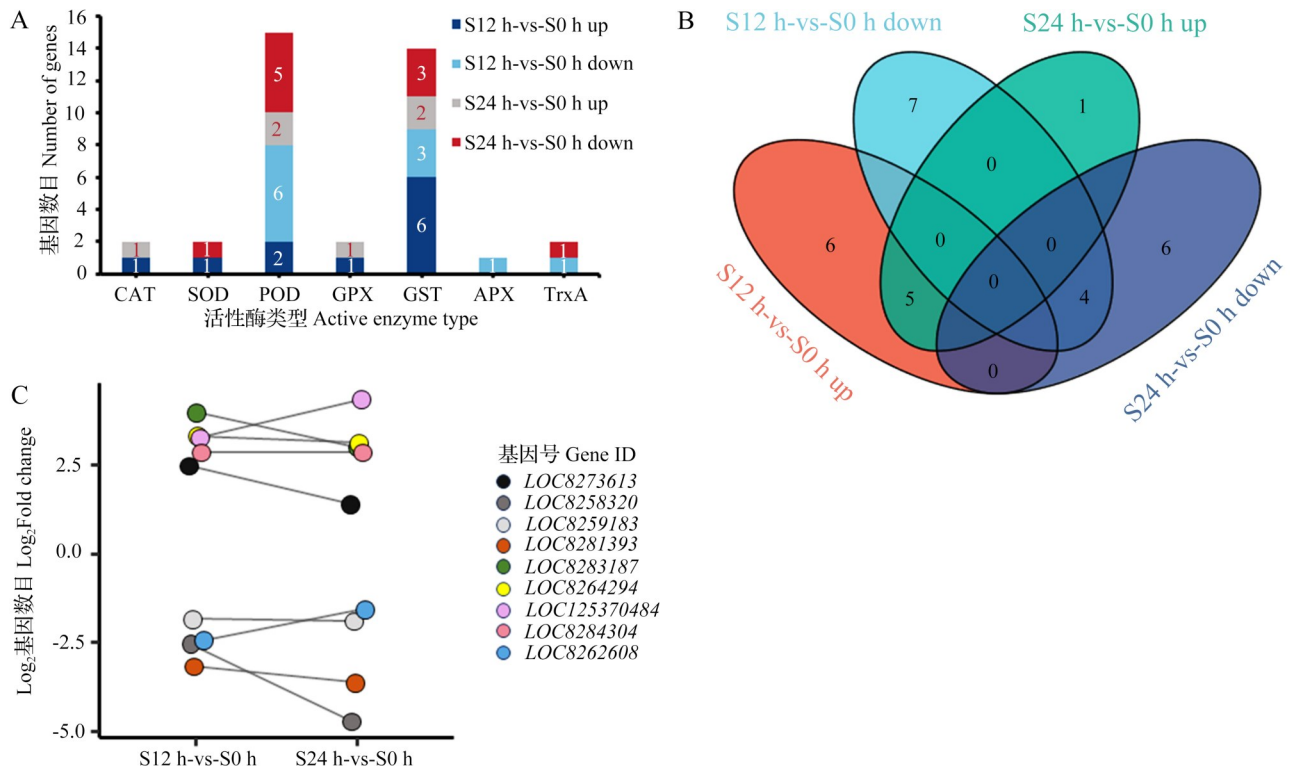 A
基因数目 Number of genes
16
14
12
10
8
6
4
2
0
1
1
1
1
5
2
6
2
1
1
3
2
3
6
1
1
1
CAT SOD POD GPX GST APX TrxA
活性酶类型 Active enzyme type
S12 h-vs-S0 h up
S12 h-vs-S0 h down
S24 h-vs-S0 h up
S24 h-vs-S0 h down
B
S12 h-vs-S0 h down
S24 h-vs-S0 h up
S12 h-vs-S0 h up
S24 h-vs-S0 h down
7
1
0
6
0
0
6
5
0
4
0
C
Log₂基因数目 Log₂Fold change
2.5
0.0
-2.5
-5.0
S12 h-vs-S0 h
S24 h-vs-S0 h
基因号 Gene ID
LOC8273613
LOC8258320
LOC8259183
LOC8281393
LOC8283187
LOC8264294
LOC125370484
LOC8284304
LOC8262608